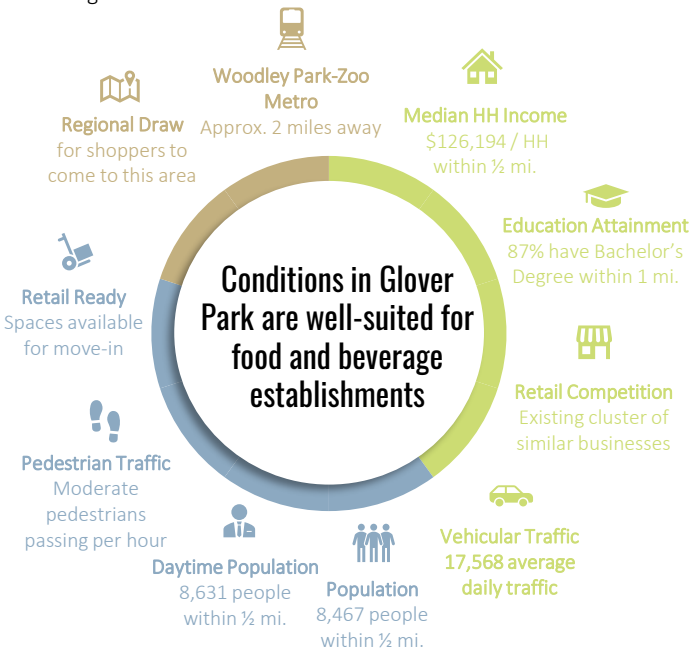 Woodley Park-Zoo
Metro
Approx. 2 miles away
Median HH Income
$126,194 / HH
within ½ mi.
Education Attainment
87% have Bachelor’s
Degree within 1 mi.
Retail Competition
Existing cluster of
similar businesses
Vehicular Traffic
17,568 average
daily traffic
Population
8,467 people
within ½ mi.
Daytime Population
8,631 people
within ½ mi.
Pedestrian Traffic
Moderate
pedestrians
passing per hour
Retail Ready
Spaces available
for move-in
Regional Draw
for shoppers to
come to this area
Conditions in Glover
Park are well-suited for
food and beverage
establishments